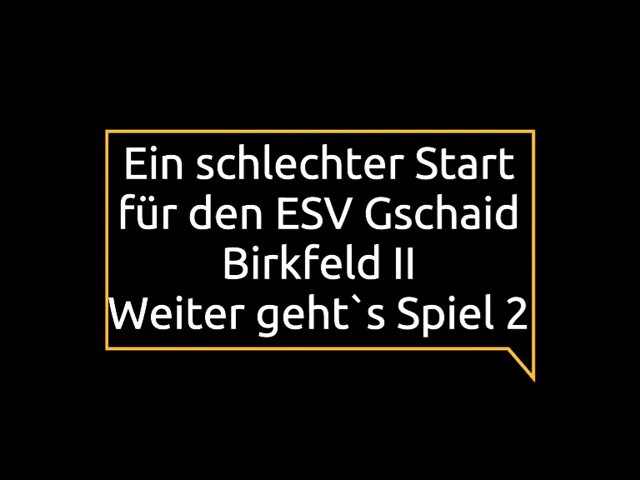 Ein schlechter Start
für den ESV Gschaid
Birkfeld II
Weiter geht`s Spiel 2